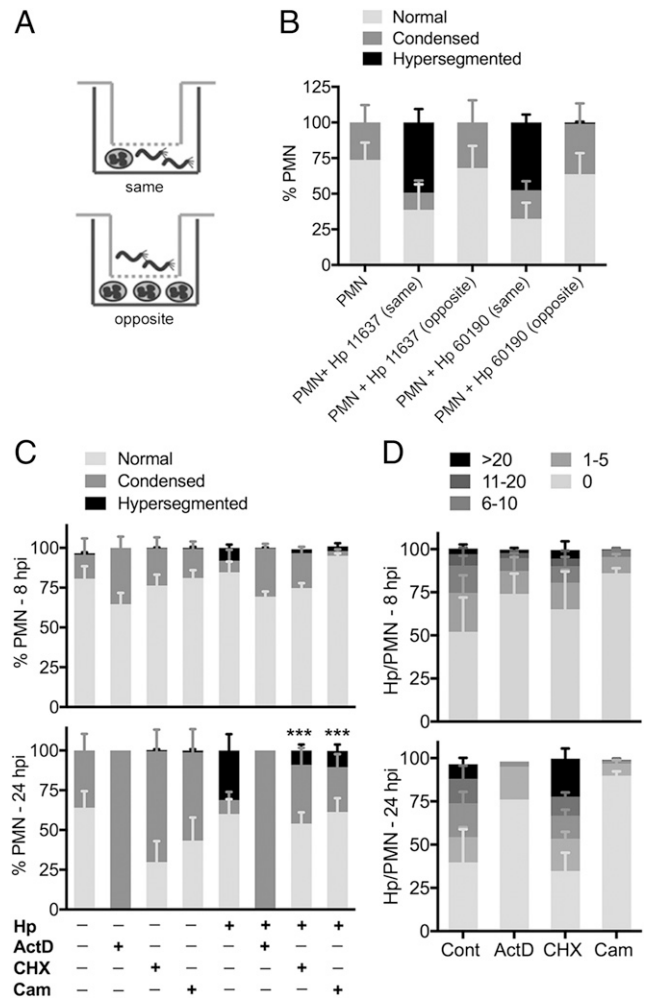 A
same
opposite
B
Normal
Condensed
Hypersegmented
125
100
75
50
25
0
% PMN
PMN
PMN+ Hp 11637 (same)
PMN + Hp 11637 (opposite)
PMN + Hp 60190 (same)
PMN + Hp 60190 (opposite)
C
Normal
Condensed
Hypersegmented
% PMN - 8 hpi
100
75
50
25
0
% PMN - 24 hpi
100
75
50
25
0
*** ***
Hp – – – – + + + +
ActD – + – – – + – –
CHX – – + – – – + –
Cam – – – + – – – +
D
>20 1-5
11-20 0
6-10
Hp/PMN - 8 hpi
100
75
50
25
0
Hp/PMN - 24 hpi
100
75
50
25
0
Cont ActD CHX Cam